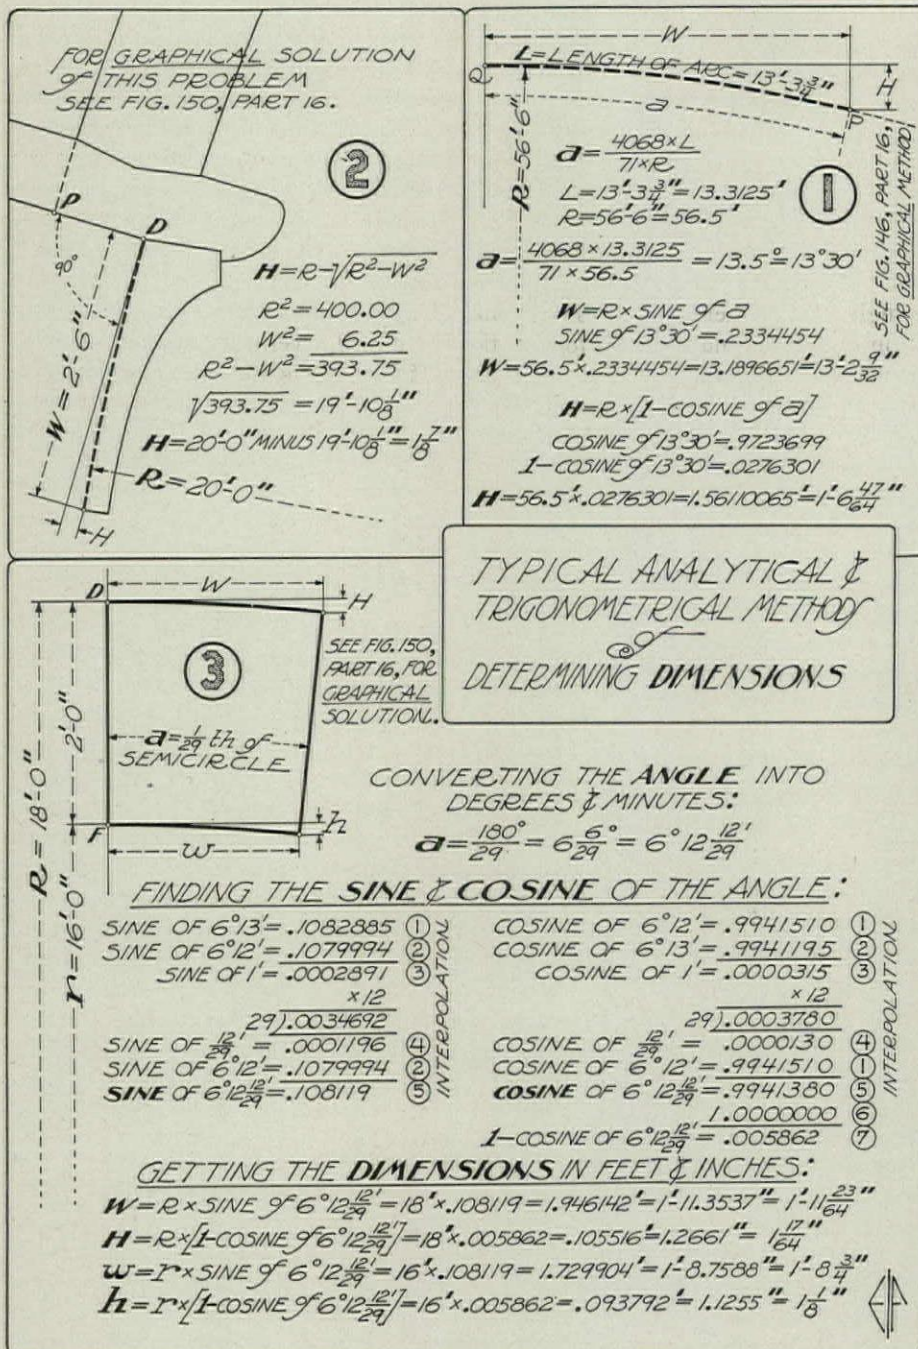 FOR GRAPHICAL SOLUTION
of THIS PROBLEM
SEE FIG. 150, PART 16.
2
P
D
90°
W=2'-6"
R=20'-0"
H
H=R-√R²-W²
R²=400.00
W²= 6.25
R²-W²=393.75
√393.75 = 19'-10 1/8"
H=20'-0" MINUS 19'-10 1/8"=1 7/8"
W
R
L=LENGTH OF ARC=13'-3 3/4"
H
a
P
R=56'-6"
1
SEE FIG. 146, PART 16,
FOR GRAPHICAL METHOD
a = 4068×L / 71×R
L=13'-3 3/4"=13.3125'
R=56'-6"=56.5'
a = 4068 × 13.3125 / 71 × 56.5 = 13.5°=13°30'
W=R×SINE of a
SINE of 13°30'=.2334454
W=56.5'×.2334454=13.1896651'=13'-2 9/32"
H=R×[1-COSINE of a]
COSINE of 13°30'=.9723699
1-COSINE of 13°30'=.0276301
H=56.5'×.0276301=1.56110065'=1'-6 47/64"
TYPICAL ANALYTICAL &
TRIGONOMETRICAL METHODS
of
DETERMINING DIMENSIONS
D
W
H
3
SEE FIG. 150,
PART 16, FOR
GRAPHICAL
SOLUTION.
a= 1/29 th of
SEMICIRCLE
F
w
h
R=18'-0"
2'-0"
r=16'-0"
CONVERTING THE ANGLE INTO
DEGREES & MINUTES:
a= 180°/29 = 6 6/29° = 6°12 12/29'
FINDING THE SINE & COSINE OF THE ANGLE:
SINE OF 6°13'=.1082885 1
SINE OF 6°12'=.1079994 2
SINE OF 1'=.0002891 3
×12
29).0034692
SINE OF 12/29' = .0001196 4
SINE OF 6°12'=.1079994 2
SINE OF 6°12 12/29'=.108119 5
INTERPOLATION
COSINE OF 6°12'=.9941510 1
COSINE OF 6°13'=.9941195 2
COSINE OF 1'=.0000315 3
×12
29).0003780
COSINE OF 12/29' = .0000130 4
COSINE OF 6°12'=.9941510 1
COSINE OF 6°12 12/29'=.9941380 5
1.0000000 6
1-COSINE OF 6°12 12/29'=.005862 7
INTERPOLATION
GETTING THE DIMENSIONS IN FEET & INCHES:
W=R×SINE of 6°12 12/29'=18'×.108119=1.946142'=1'-11.3537"=1'-11 23/64"
H=R×[1-COSINE of 6°12 12/29']=18'×.005862=.105516'=1.2661"= 1 17/64"
w=r×SINE of 6°12 12/29'=16'×.108119=1.729904'=1'-8.7588"=1'-8 3/4"
h=r×[1-COSINE of 6°12 12/29']=16'×.005862=.093792'=1.1255"=1 1/8"